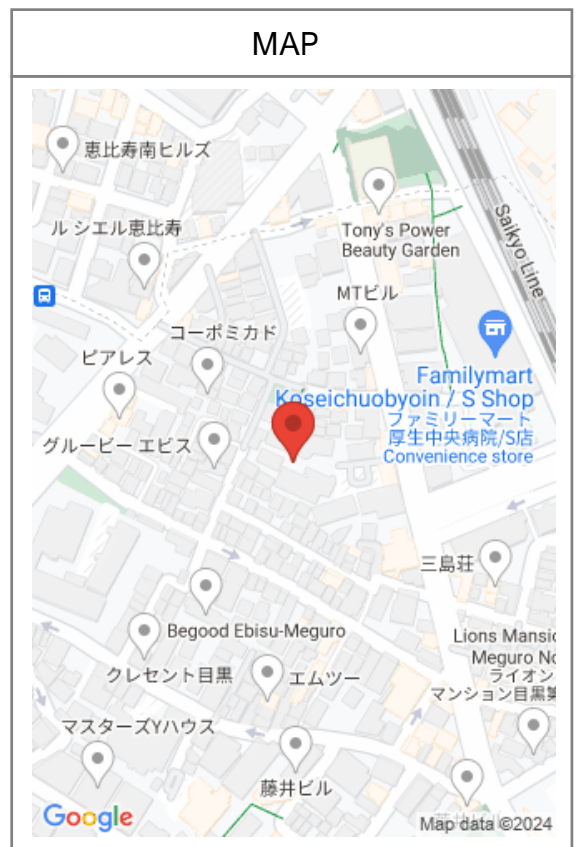 MAP
恵比寿南ヒルズ
ル シエル恵比寿
Tony's Power
Beauty Garden
Saikyo Line
MTビル
コーポミカド
ピアレス
Familymart
Koseichuobyoin / S Shop
ファミリーマート
厚生中央病院/S店
Convenience store
グルービー エビス
三島荘
Begood Ebisu-Meguro
Lions Mansio
Meguro No
ライオン
マンション目黒第
クレセント目黒
エムツー
マスターズYハウス
藤井ビル
Google
Map data ©2024